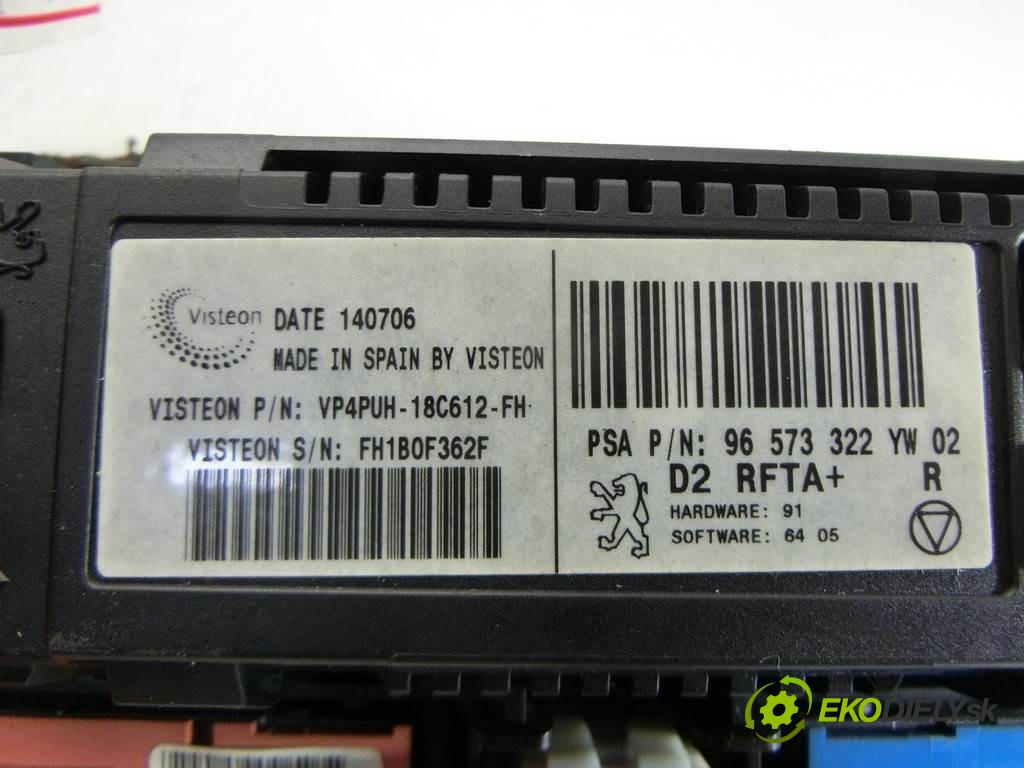 Visteon DATE 140706
MADE IN SPAIN BY VISTEON
VISTEON P/N: VP4PUH-18C612-FH
VISTEON S/N: FH1B0F362F
PSA P/N: 96 573 322 YW 02
D2 RFTA+ R
HARDWARE: 91
SOFTWARE: 64 05
EKODIELY.sk